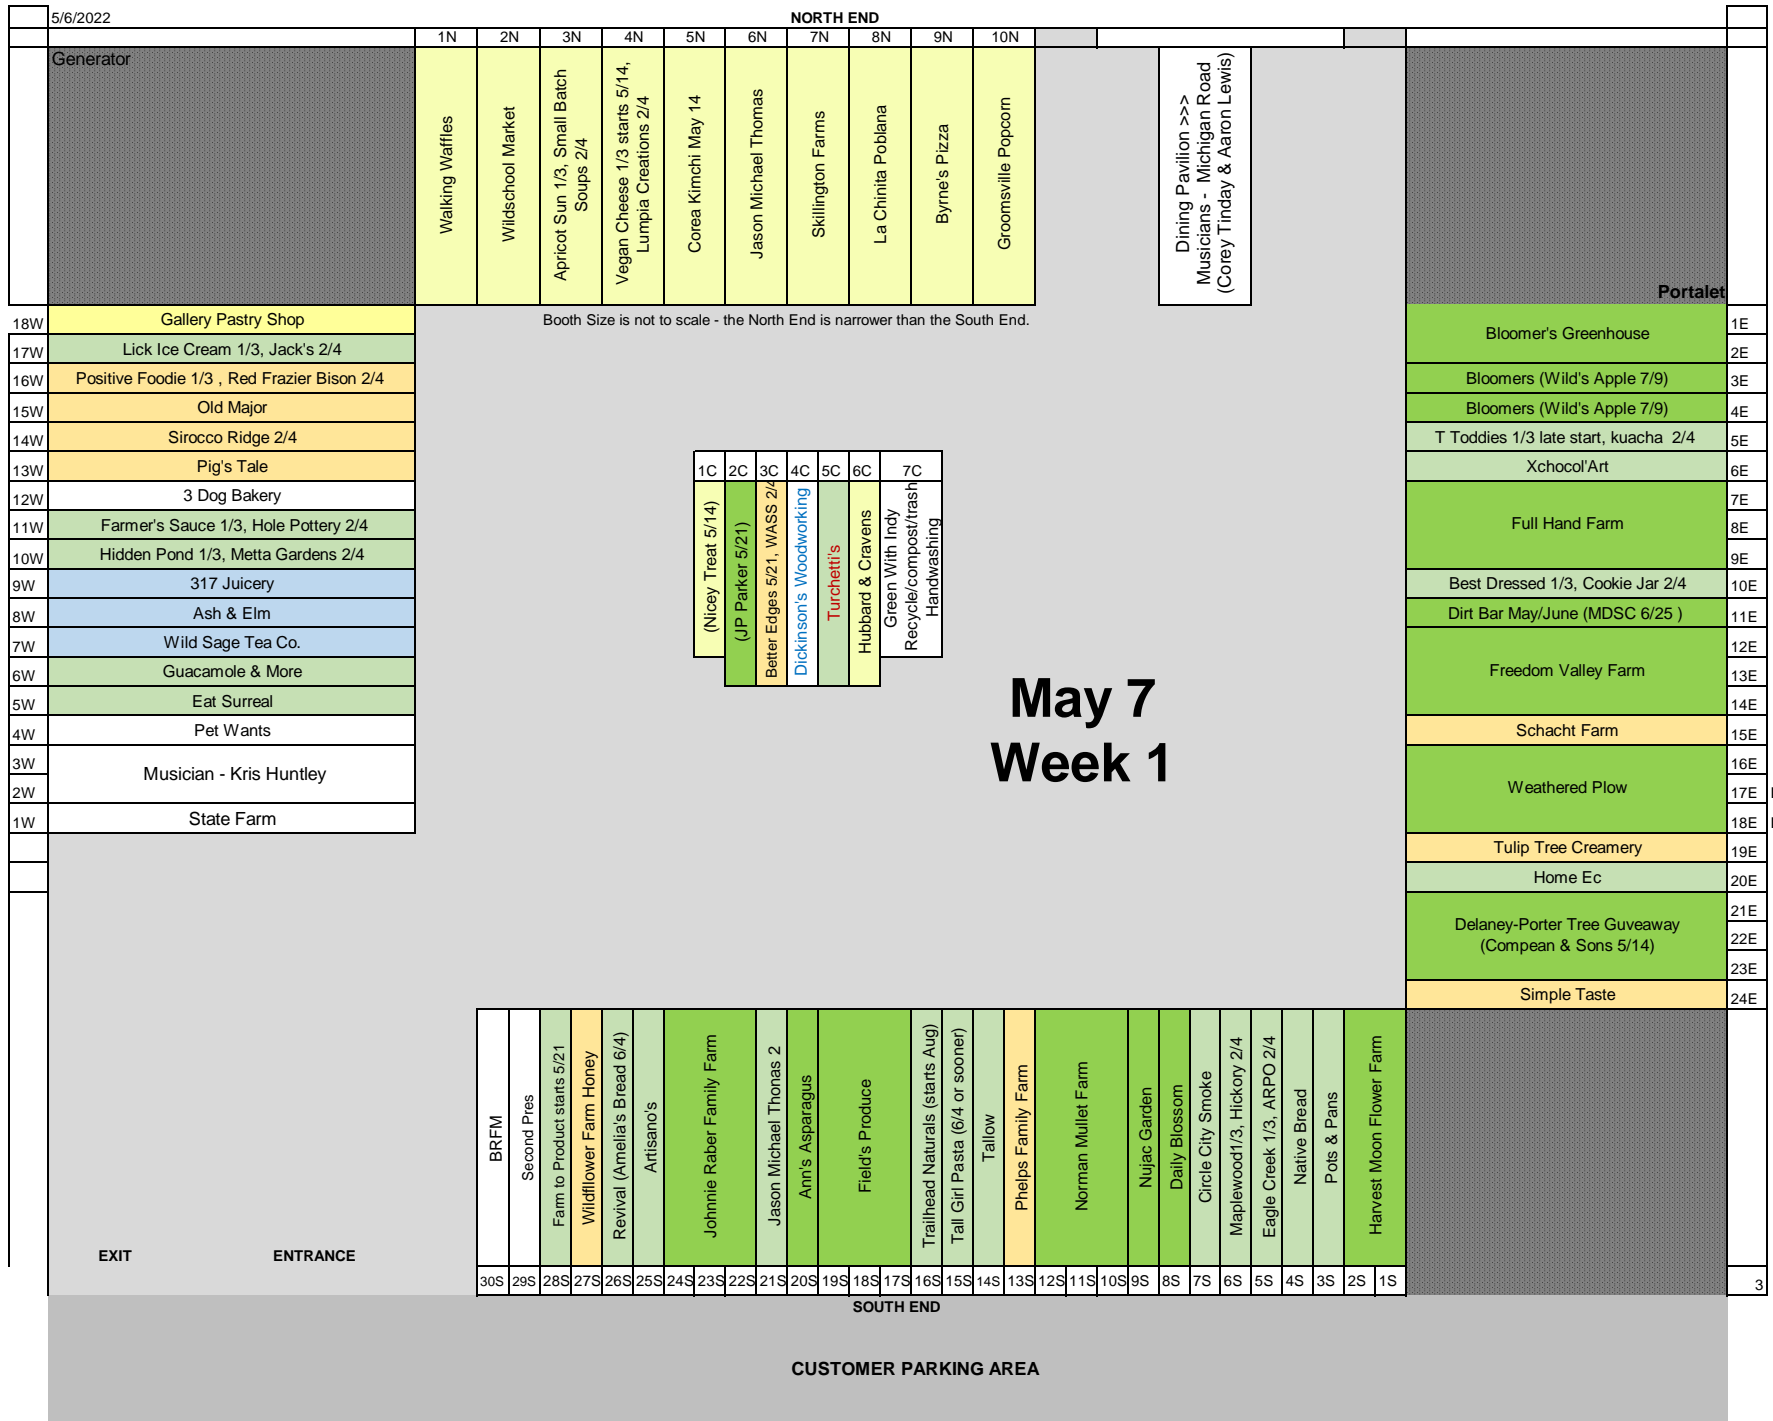 5/6/2022
NORTH END
1N
2N
3N
4N
5N
6N
7N
8N
9N
10N
Generator
Walking Waffles
Wildschool Market
Apricot Sun 1/3, Small Batch
Soups 2/4
Vegan Cheese 1/3 starts 5/14,
Lumpia Creations 2/4
Corea Kimchi May 14
Jason Michael Thomas
Skillington Farms
La Chinita Poblana
Byrne's Pizza
Groomsville Popcorn
Dining Pavilion >>>
Musicians - Michigan Road
(Corey Tinday & Aaron Lewis)
Portalet
Booth Size is not to scale - the North End is narrower than the South End.
18W
Gallery Pastry Shop
17W
Lick Ice Cream 1/3, Jack's 2/4
16W
Positive Foodie 1/3 , Red Frazier Bison 2/4
15W
Old Major
14W
Sirocco Ridge 2/4
13W
Pig's Tale
12W
3 Dog Bakery
11W
Farmer's Sauce 1/3, Hole Pottery 2/4
10W
Hidden Pond 1/3, Metta Gardens 2/4
9W
317 Juicery
8W
Ash & Elm
7W
Wild Sage Tea Co.
6W
Guacamole & More
5W
Eat Surreal
4W
Pet Wants
3W
Musician - Kris Huntley
2W
1W
State Farm
1C
2C
3C
4C
5C
6C
7C
(Nicey Treat 5/14)
(JP Parker 5/21)
Better Edges 5/21, WASS 2/4
Dickinson's Woodworking
Turchetti's
Hubbard & Cravens
Green With Indy
Recycle/compost/trash
Handwashing
May 7
Week 1
Bloomer's Greenhouse
1E
2E
Bloomers (Wild's Apple 7/9)
3E
Bloomers (Wild's Apple 7/9)
4E
T Toddies 1/3 late start, kuacha 2/4
5E
Xchocol'Art
6E
7E
Full Hand Farm
8E
9E
Best Dressed 1/3, Cookie Jar 2/4
10E
Dirt Bar May/June (MDSC 6/25 )
11E
12E
Freedom Valley Farm
13E
14E
Schacht Farm
15E
16E
Weathered Plow
17E
18E
Tulip Tree Creamery
19E
Home Ec
20E
21E
Delaney-Porter Tree Guveaway
(Compean & Sons 5/14)
22E
23E
Simple Taste
24E
BRFM
Second Pres
Farm to Product starts 5/21
Wildfllower Farm Honey
Revival (Amelia's Bread 6/4)
Artisano's
Johnnie Raber Family Farm
Jason Michael Thonas 2
Ann's Asparagus
Field's Produce
Trailhead Naturals (starts Aug)
Tall Girl Pasta (6/4 or sooner)
Tallow
Phelps Family Farm
Norman Mullet Farm
Nujac Garden
Daily Blossom
Circle City Smoke
Maplewood1/3, Hickory 2/4
Eagle Creek 1/3, ARPO 2/4
Native Bread
Pots & Pans
Harvest Moon Flower Farm
EXIT
ENTRANCE
30S
29S
28S
27S
26S
25S
24S
23S
22S
21S
20S
19S
18S
17S
16S
15S
14S
13S
12S
11S
10S
9S
8S
7S
6S
5S
4S
3S
2S
1S
3
SOUTH END
CUSTOMER PARKING AREA